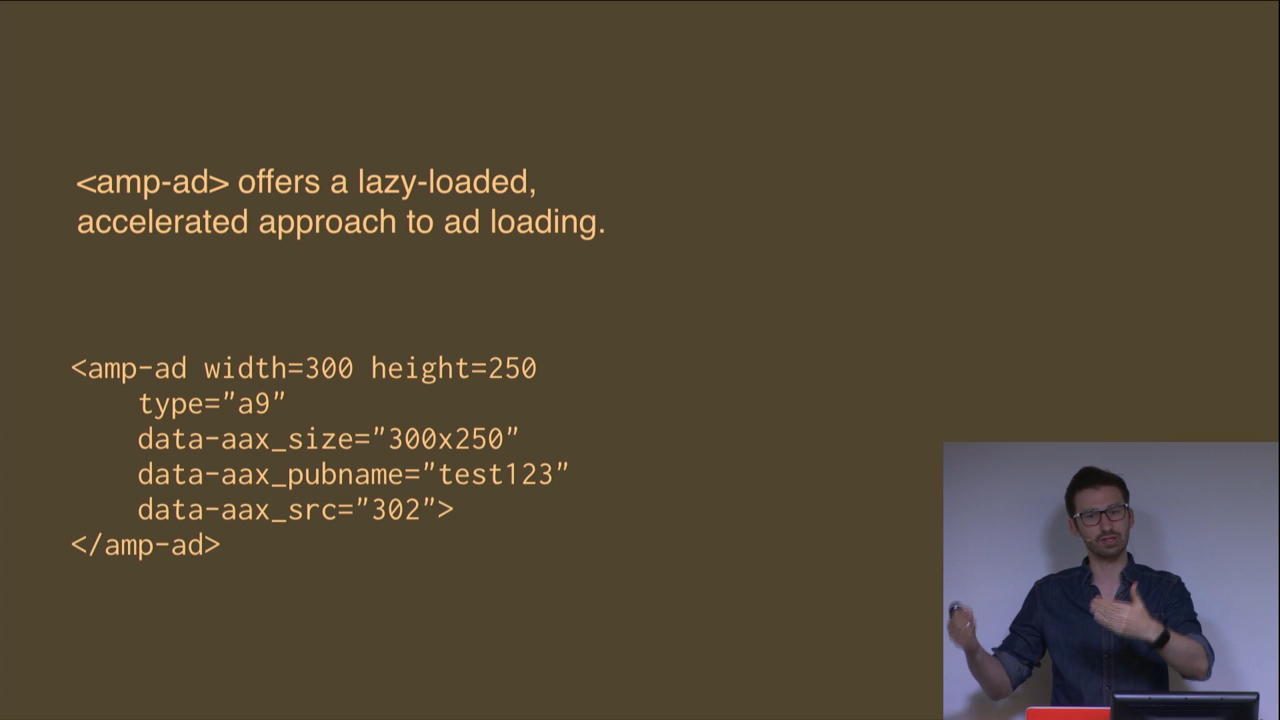 <amp-ad> offers a lazy-loaded,
accelerated approach to ad loading.
<amp-ad width=300 height=250
type="a9"
data-aax_size="300x250"
data-aax_pubname="test123"
data-aax_src="302">
</amp-ad>